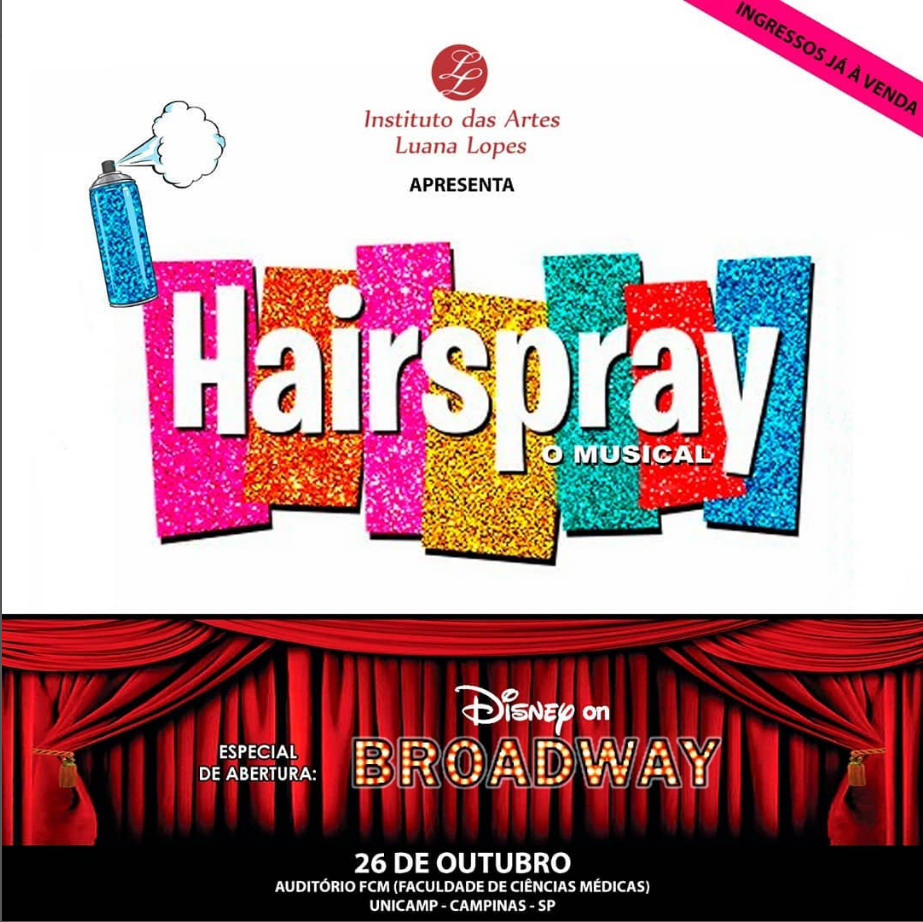 INGRESSOS JÁ À VENDA
LL
Instituto das Artes
Luana Lopes
APRESENTA
Hairspray
O MUSICAL
DISNEY on
ESPECIAL
DE ABERTURA:
BROADWAY
26 DE OUTUBRO
AUDITÓRIO FCM (FACULDADE DE CIÊNCIAS MÉDICAS)
UNICAMP - CAMPINAS - SP